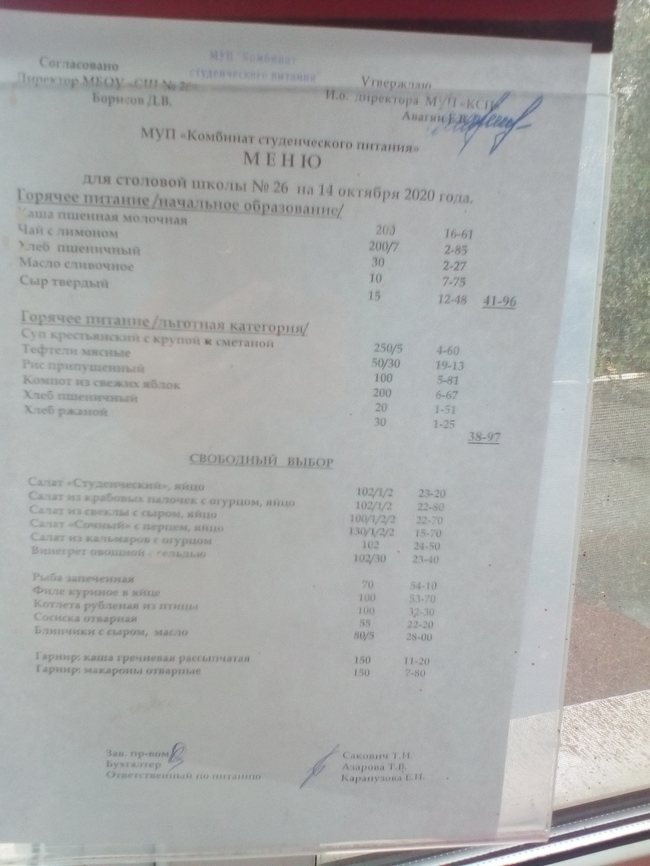 МУП "Комбинат
студенческого питания"
Согласовано
Директор МБОУ «СШ № 26»
Борисов Д.В.
Утверждаю
И.о. директора МУП «КСП»
Авагян
МУП «Комбинат студенческого питания»
МЕНЮ
для столовой школы № 26 на 14 октября 2020 года.
Горячее питание/начальное образование/
Каша пшенная молочная 200 16-61
Чай с лимоном 200/7 2-85
Хлеб пшеничный 30 2-27
Масло сливочное 10 7-75
Сыр твердый 15 12-48 41-96
Горячее питание/льготная категория/
Суп крестьянский с крупой и сметаной 250/5 4-60
Тефтели мясные 50/30 19-13
Рис припущенный 100 5-81
Компот из свежих яблок 200 6-67
Хлеб пшеничный 20 1-51
Хлеб ржаной 30 1-25
38-97
СВОБОДНЫЙ ВЫБОР
Салат «Студенческий», яйцо 102/1/2 23-20
Салат из крабовых палочек с огурцом, яйцо 102/1/2 22-80
Салат из свеклы с сыром, яйцо 100/1/2/2 22-70
Салат «Сочный» с перцем, яйцо 130/1/2/2 15-70
Салат из кальмаров с огурцом 102 24-50
Винегрет овощной с сельдью 102/30 23-40
Рыба запеченная 70 54-10
Филе куриное в яйце 100 53-70
Котлета рубленая из птицы 100 32-30
Сосиска отварная 55 22-20
Блинчики с сыром, масло 80/5 28-00
Гарнир: каша гречневая рассыпчатая 150 11-20
Гарнир: макароны отварные 150 7-80
Зав. пр-вом Сакович Т.И.
Бухгалтер Азарова Т.В.
Ответственный по питанию Карапузова Е.И.